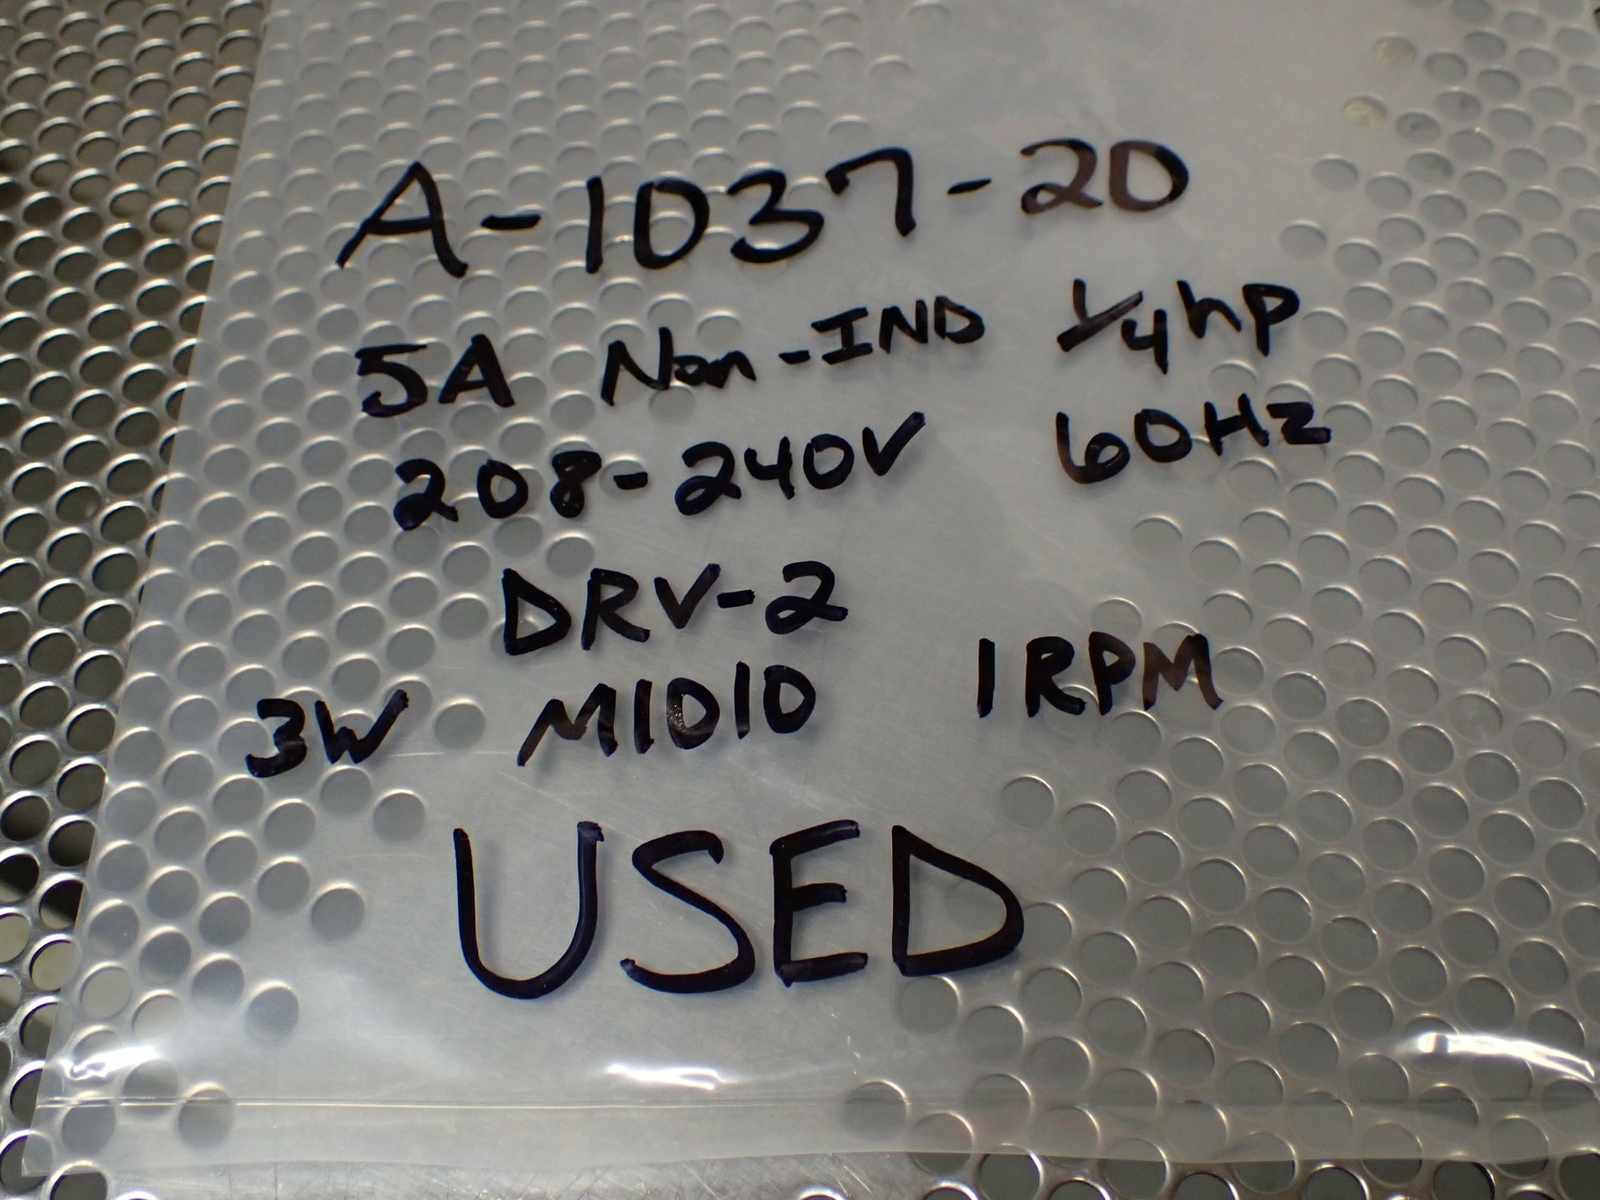 A-1037-20
5A Non-IND 1/4hp
208-240V 60Hz
DRV-2
3W M1010 1RPM
USED